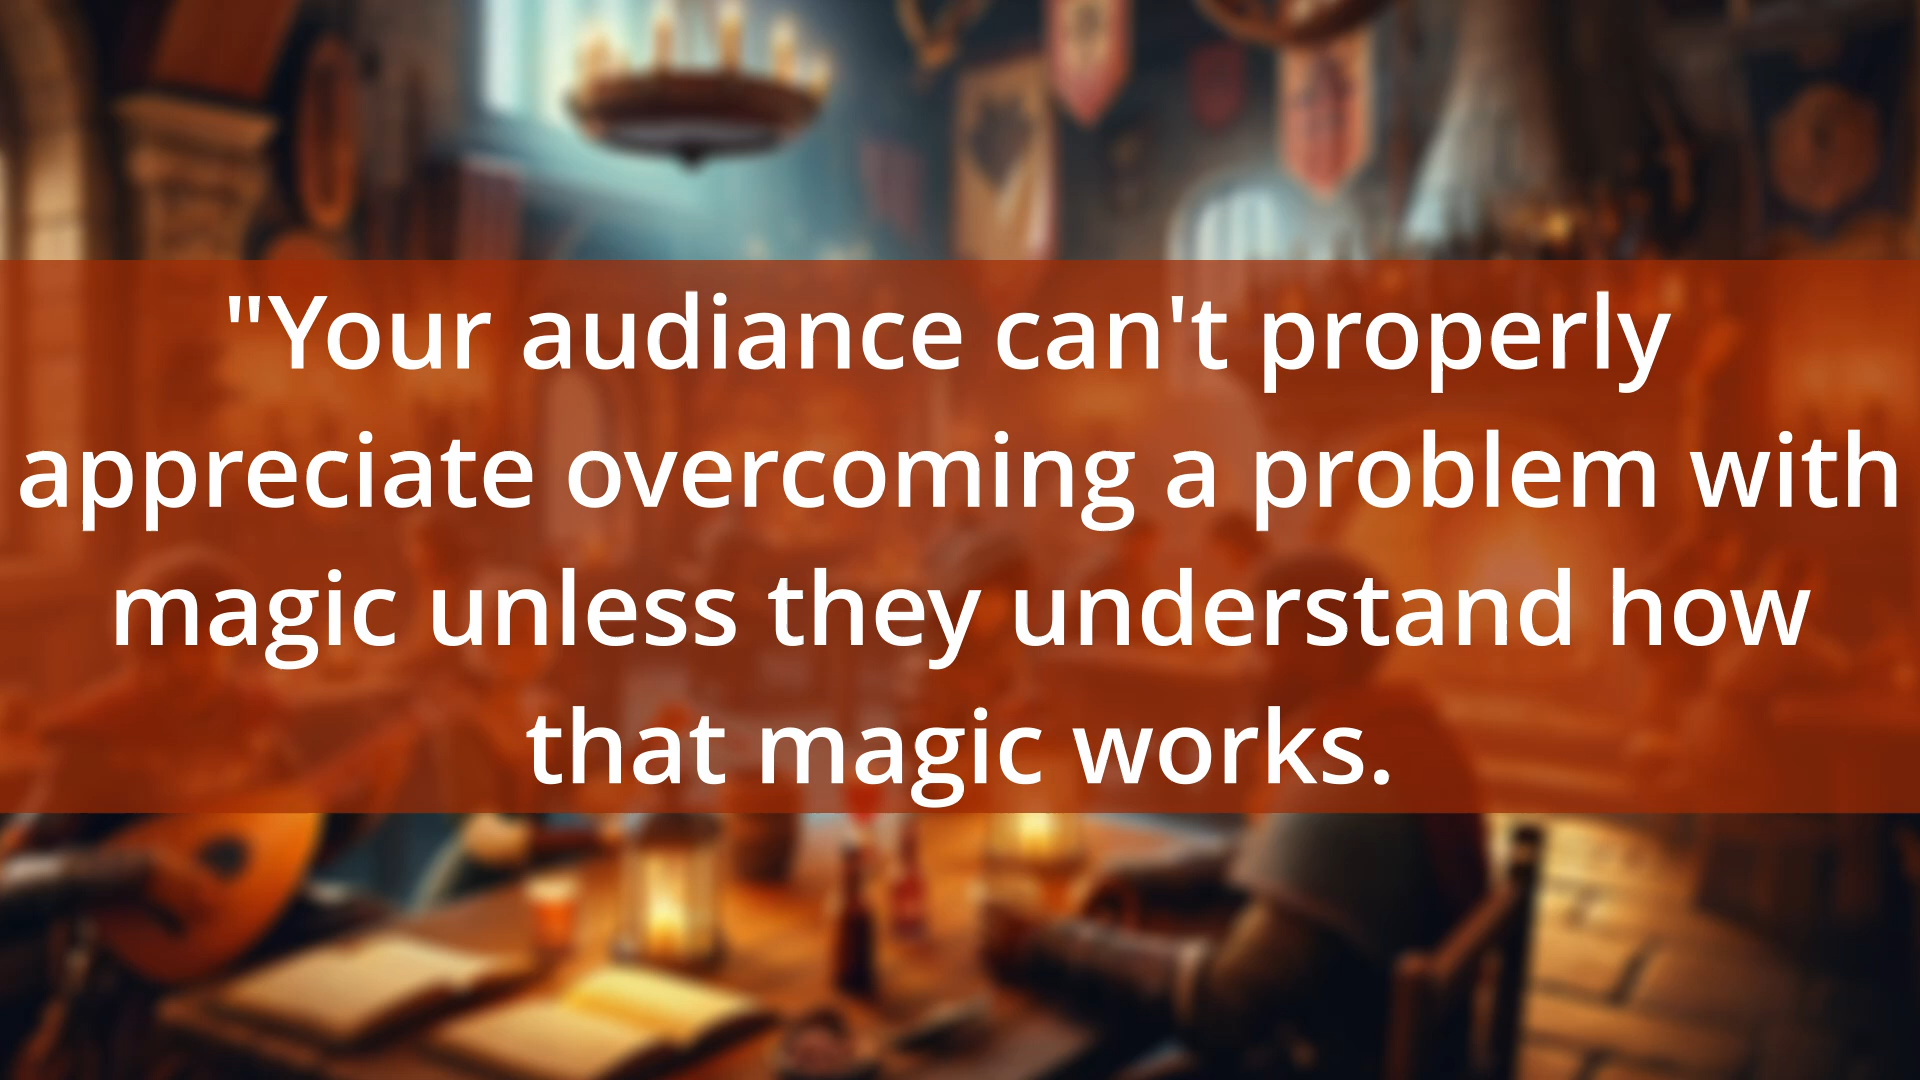 "Your audiance can't properly
appreciate overcoming a problem with
magic unless they understand how
that magic works.